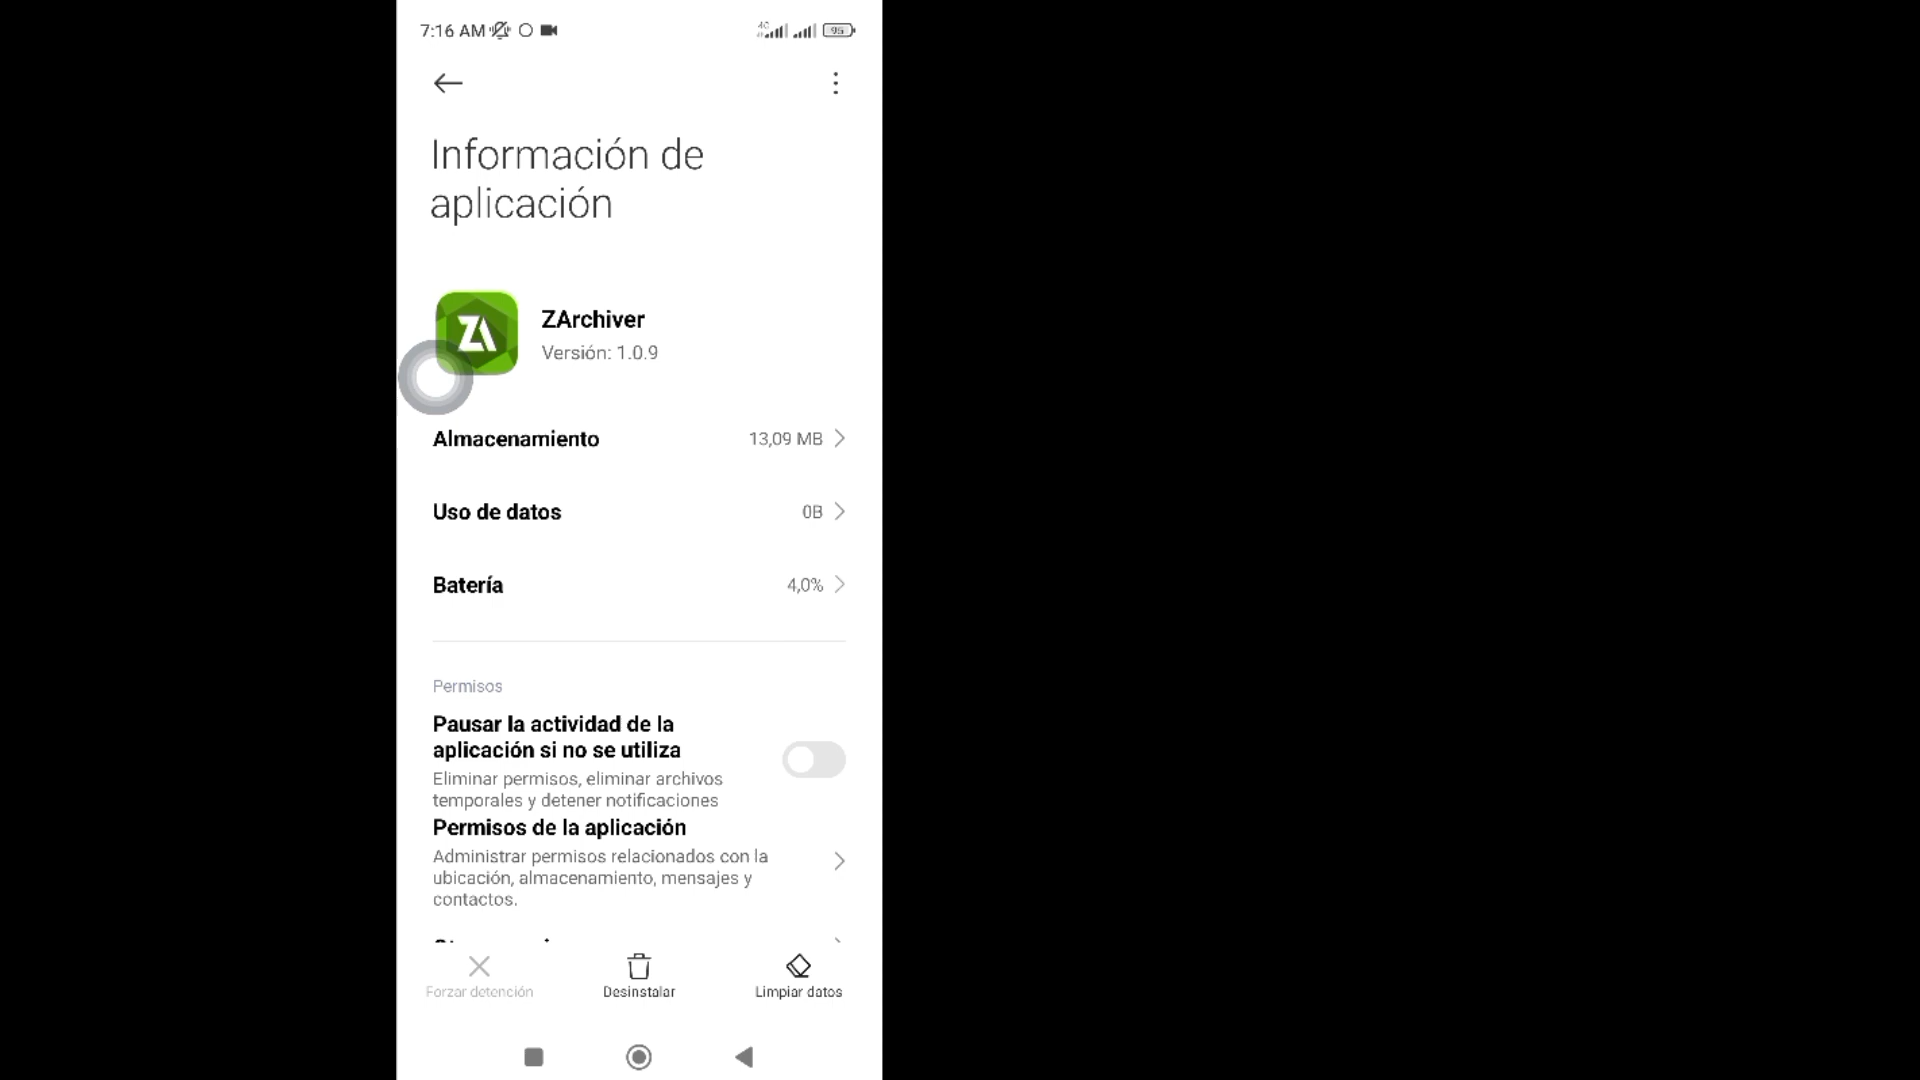 7:16 AM
4G
95
Información de
aplicación
ZA
ZArchiver
Versión: 1.0.9
Almacenamiento
13,09 MB
Uso de datos
0B
Batería
4,0%
Permisos
Pausar la actividad de la
aplicación si no se utiliza
Eliminar permisos, eliminar archivos
temporales y detener notificaciones
Permisos de la aplicación
Administrar permisos relacionados con la
ubicación, almacenamiento, mensajes y
contactos.
Forzar detención
Desinstalar
Limpiar datos